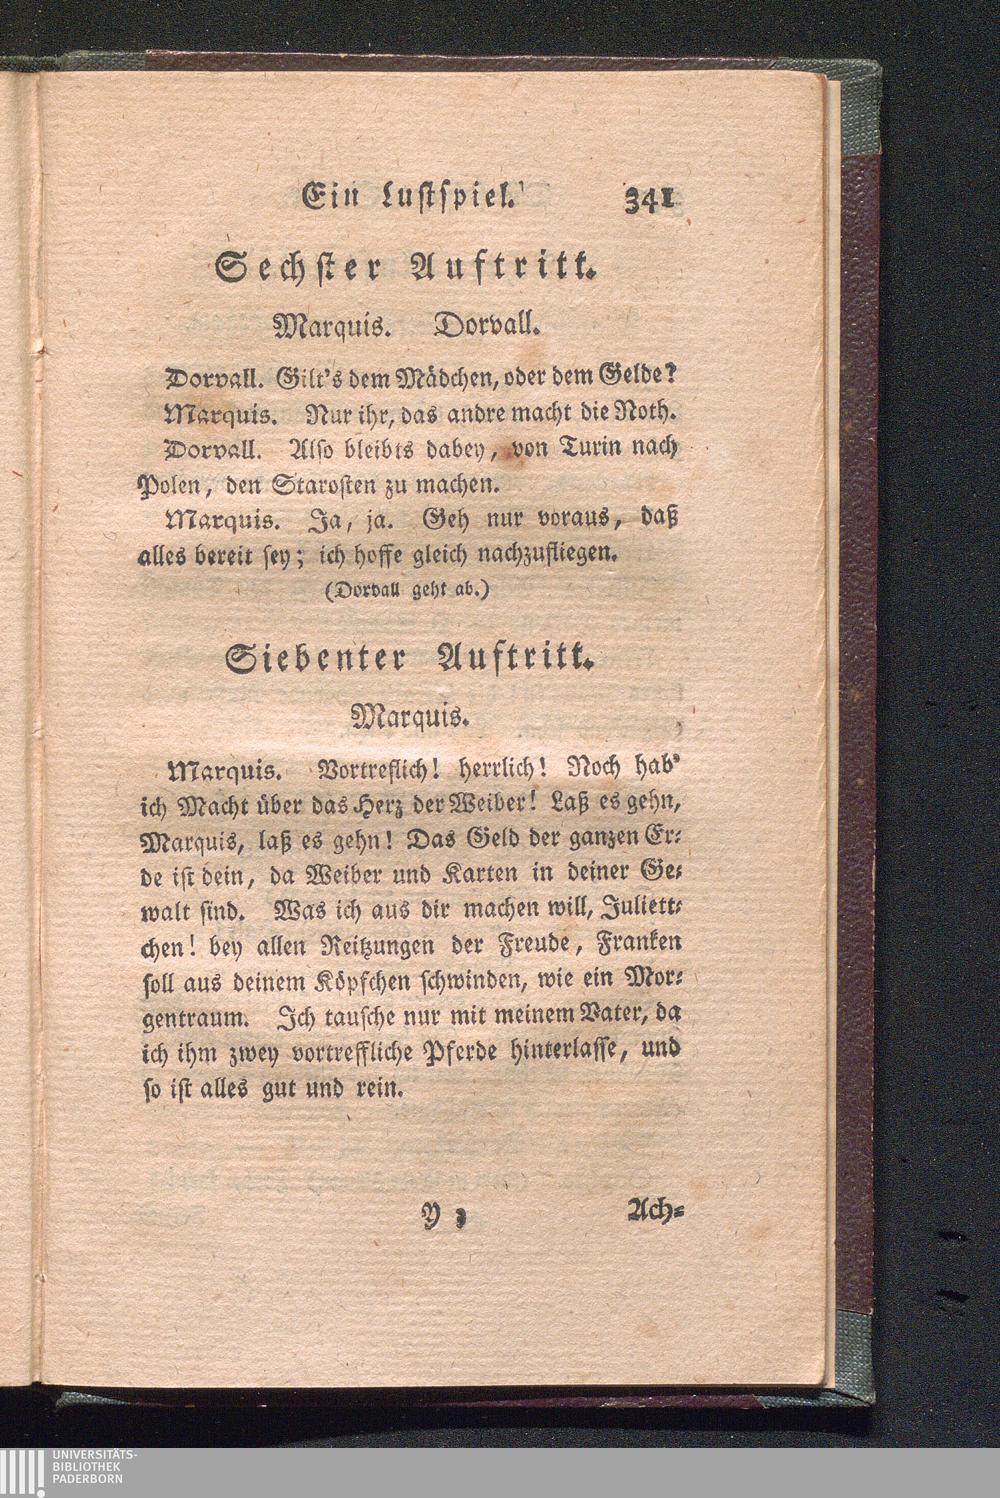 Ein Lustspiel. 341
Sechster Auftritt.
Marquis. Dorvall.
Dorvall. Gilt's dem Mädchen, oder dem Gelde?
Marquis. Nur ihr, das andre macht die Noth.
Dorvall. Also bleibts dabey, von Turin nach
Polen, den Starosten zu machen.
Marquis. Ja, ja. Geh nur voraus, daß
alles bereit sey; ich hoffe gleich nachzufliegen.
(Dorvall geht ab.)
Siebenter Auftritt.
Marquis.
Marquis. Vortreflich! herrlich! Noch hab'
ich Macht über das Herz der Weiber! Laß es gehn,
Marquis, laß es gehn! Das Geld der ganzen Er-
de ist dein, da Weiber und Karten in deiner Ge-
walt sind. Was ich aus dir machen will, Juliett-
chen! bey allen Reitzungen der Freude, Franken
soll aus deinem Köpfchen schwinden, wie ein Mor-
gentraum. Ich tausche nur mit meinem Vater, da
ich ihm zwey vortreffliche Pferde hinterlasse, und
so ist alles gut und rein.
Y 3 Ach-
UNIVERSITÄTS-
BIBLIOTHEK
PADERBORN